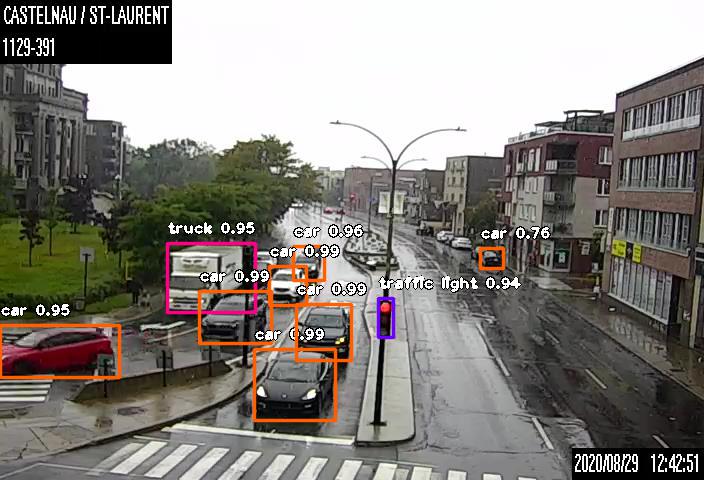 CASTELNAU / ST-LAURENT
1129-391
car 0.96
truck 0.95
car 0.76
car 0.99
car 0.99
traffic light 0.94
car 0.99
car 0.95
car 0.99
2020/08/29 12:42:51